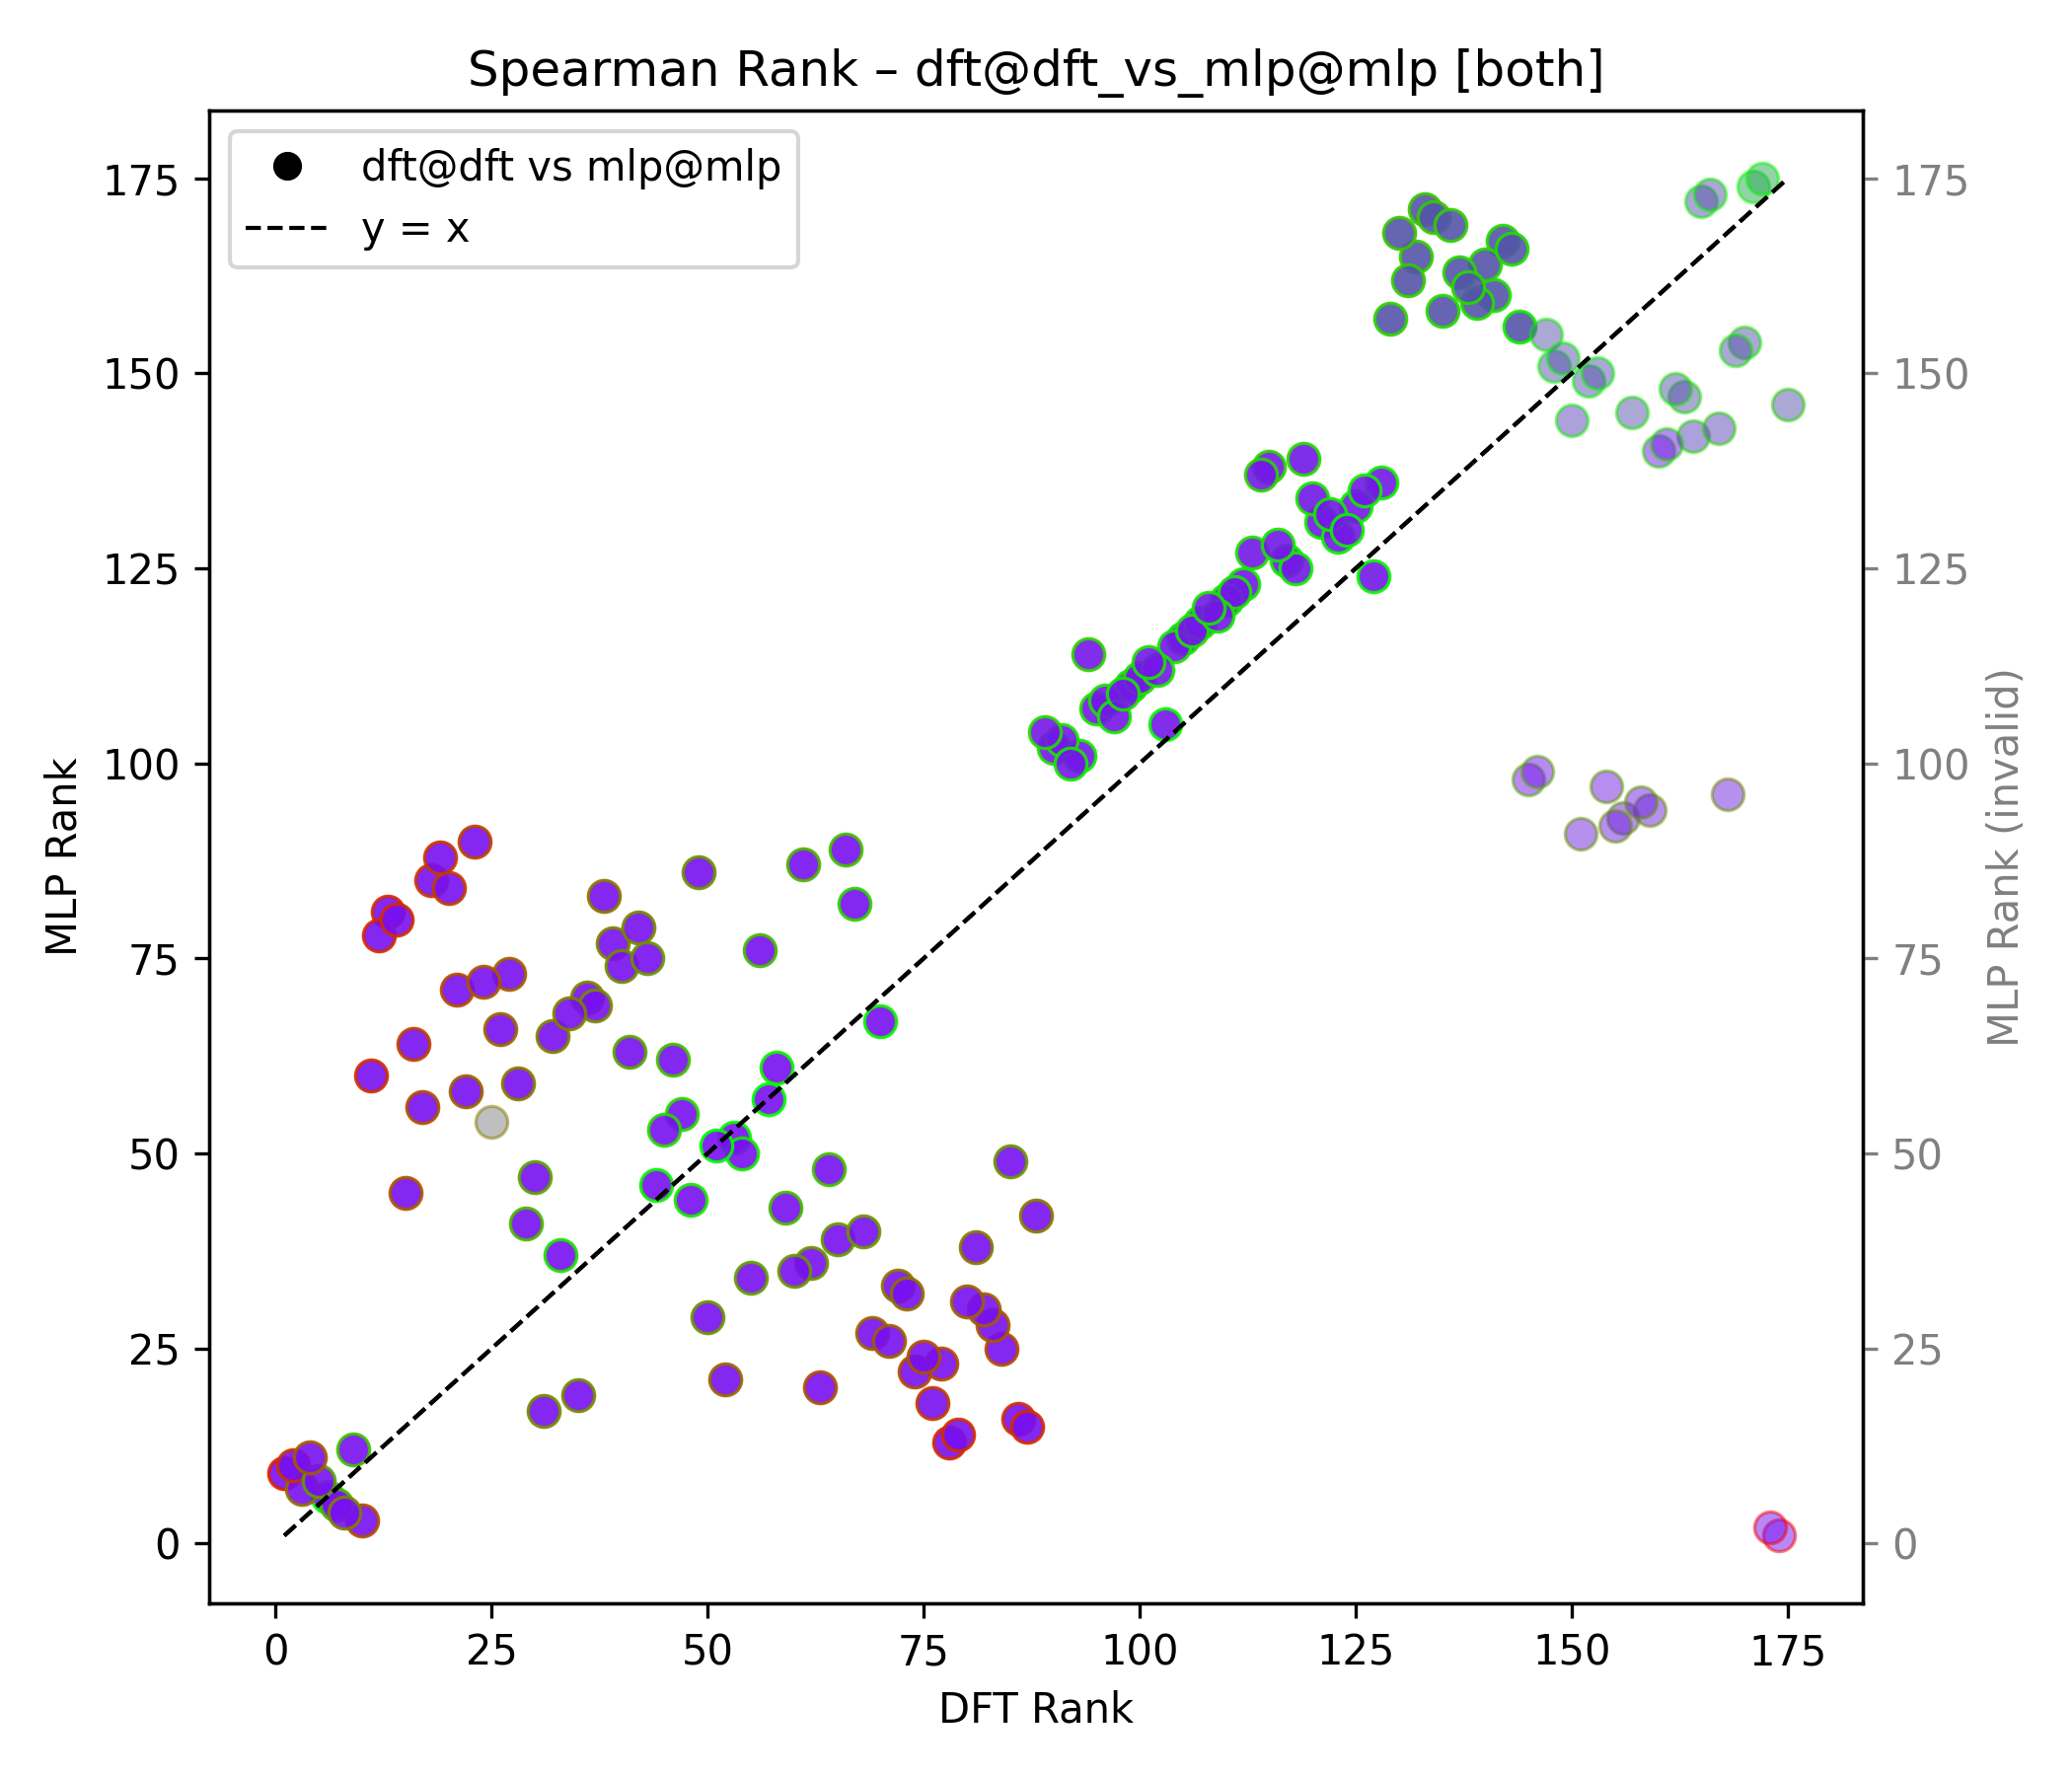 Spearman Rank – dft@dft_vs_mlp@mlp [both]
dft@dft vs mlp@mlp
y = x
MLP Rank
175
150
125
100
75
50
25
0
175
150
125
100
75
50
25
0
MLP Rank (invalid)
0 25 50 75 100 125 150 175
DFT Rank